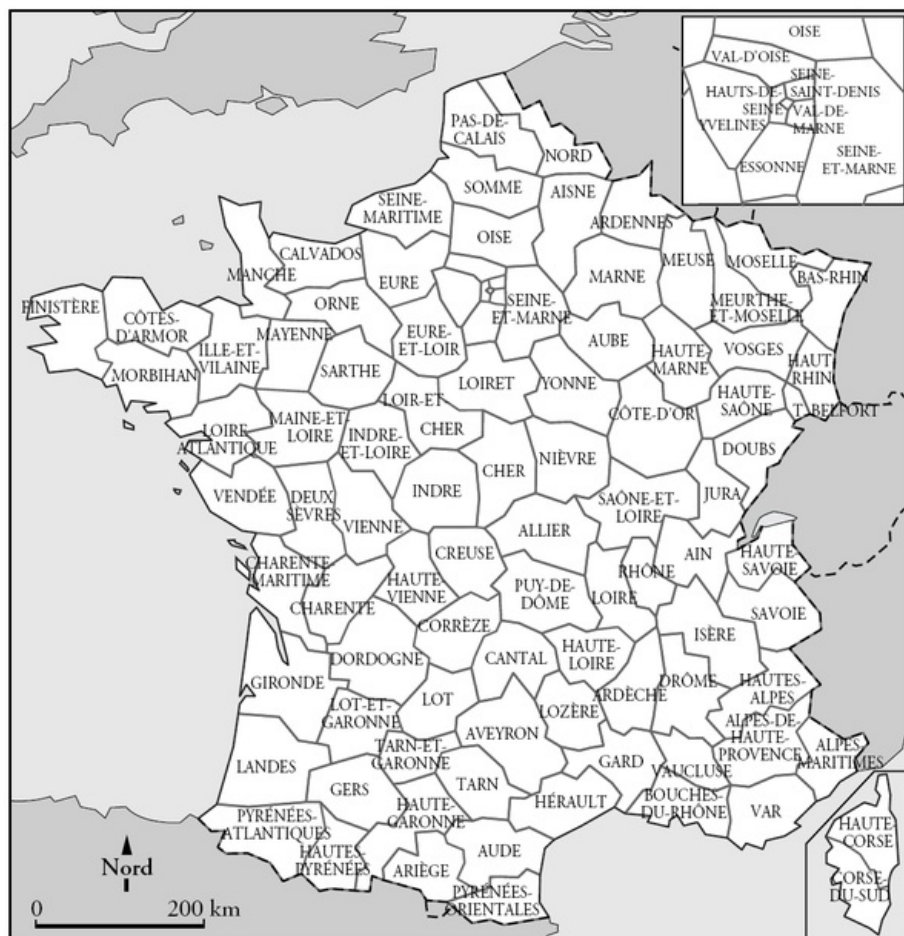 OISE
VAL-D'OISE
SEINE-
SAINT-DENIS
HAUTS-DE-
SEINE
VAL-DE-
MARNE
YVELINES
ESSONNE
SEINE-
ET-MARNE
PAS-DE-
CALAIS
NORD
SOMME
AISNE
SEINE-
MARITIME
ARDENNES
OISE
CALVADOS
MANCHE
EURE
MARNE
MEUSE
MOSELLE
BAS-RHIN
MEURTHE-
ET-MOSELLE
FINISTÈRE
CÔTES-
D'ARMOR
ORNE
SEINE-
ET-MARNE
MAYENNE
EURE-
ET-LOIR
AUBE
HAUTE-
MARNE
VOSGES
HAUT
RHIN
ILLE-ET-
VILAINE
MORBIHAN
SARTHE
LOIRET
YONNE
LOIR-ET
CHER
CÔTE-D'OR
HAUTE-
SAÔNE
T. BELFORT
LOIRE
ATLANTIQUE
MAINE-ET-
LOIRE
INDRE-
ET-LOIRE
CHER
NIÈVRE
DOUBS
VENDÉE
DEUX
SÈVRES
VIENNE
INDRE
SAÔNE-ET-
LOIRE
JURA
ALLIER
CREUSE
AIN
HAUTE-
SAVOIE
CHARENTE
MARITIME
HAUTE-
VIENNE
PUY-DE-
DÔME
LOIRE
RHÔNE
CHARENTE
SAVOIE
CORRÈZE
ISÈRE
DORDOGNE
CANTAL
HAUTE-
LOIRE
GIRONDE
ARDÈCHE
DRÔME
HAUTES-
ALPES
LOT-ET-
GARONNE
LOT
LOZÈRE
AVEYRON
ALPES-DE-
HAUTE-
PROVENCE
ALPES
MARITIMES
LANDES
TARN-ET-
GARONNE
GARD
VAUCLUSE
GERS
TARN
HÉRAULT
BOUCHES-
DU-RHÔNE
VAR
HAUTE-
GARONNE
PYRÉNÉES-
ATLANTIQUES
HAUTES-
PYRÉNÉES
ARIÈGE
AUDE
PYRÉNÉES-
ORIENTALES
HAUTE-
CORSE
CORSE-
DU-SUD
Nord
0 200 km